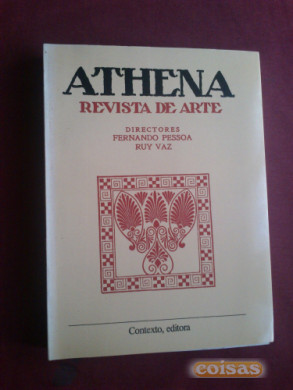 ATHENA
REVISTA DE ARTE
DIRECTORES
FERNANDO PESSOA
RUY VAZ
Contexto, editora
coisas